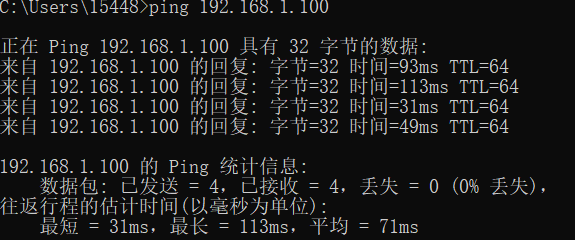 C:\Users\15448>ping 192.168.1.100
正在 Ping 192.168.1.100 具有 32 字节的数据:
来自 192.168.1.100 的回复: 字节=32 时间=93ms TTL=64
来自 192.168.1.100 的回复: 字节=32 时间=113ms TTL=64
来自 192.168.1.100 的回复: 字节=32 时间=31ms TTL=64
来自 192.168.1.100 的回复: 字节=32 时间=49ms TTL=64
192.168.1.100 的 Ping 统计信息:
数据包: 已发送 = 4，已接收 = 4，丢失 = 0 (0% 丢失)，
往返行程的估计时间(以毫秒为单位):
最短 = 31ms，最长 = 113ms，平均 = 71ms